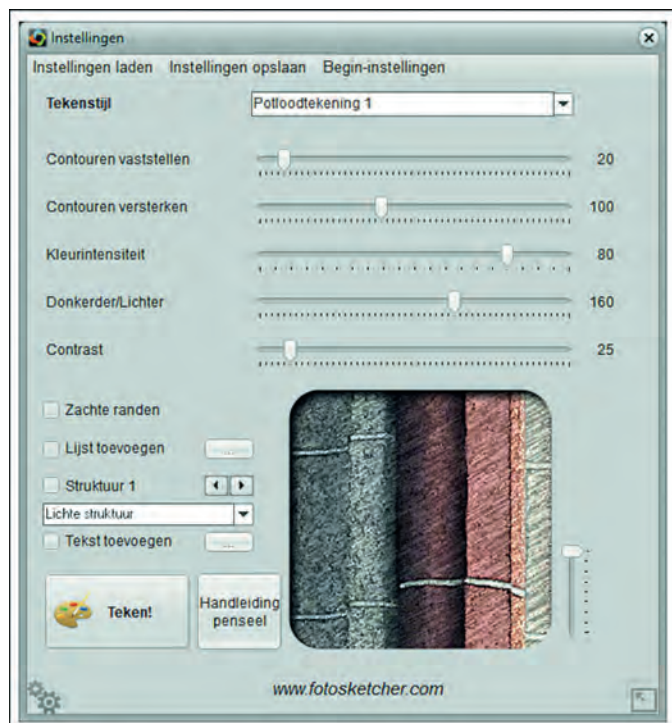 Instellingen
Instellingen laden Instellingen opslaan Begin-instellingen
Tekenstijl Potloodtekening 1
Contouren vaststellen 20
Contouren versterken 100
Kleurintensiteit 80
Donkerder/Lichter 160
Contrast 25
Zachte randen
Lijst toevoegen ...
Struktuur 1
Lichte struktuur
Tekst toevoegen ...
Teken!
Handleiding
penseel
www.fotosketcher.com